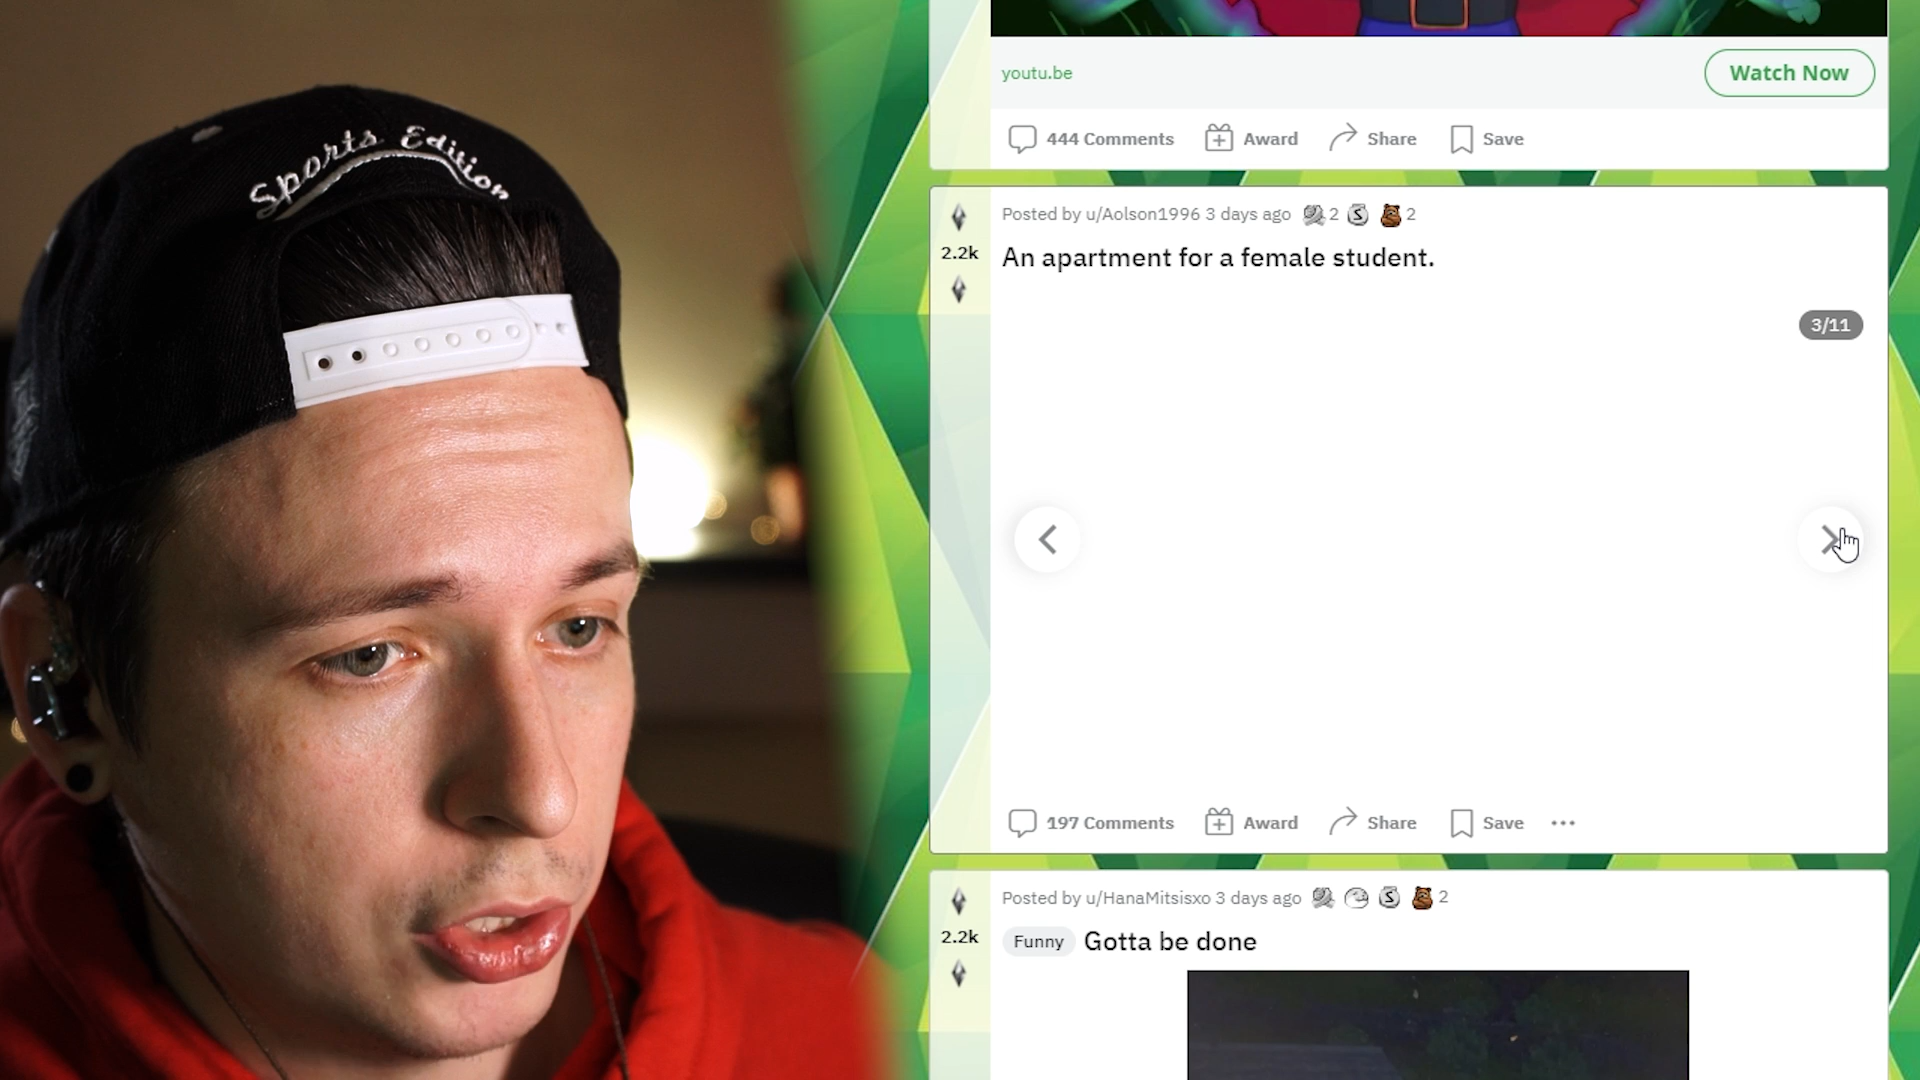 Sports Edition
youtu.be
Watch Now
444 Comments Award Share Save
Posted by u/Aolson1996 3 days ago 2 2
2.2k
An apartment for a female student.
3/11
197 Comments Award Share Save
Posted by u/HanaMitsisxo 3 days ago 2
2.2k
Funny Gotta be done